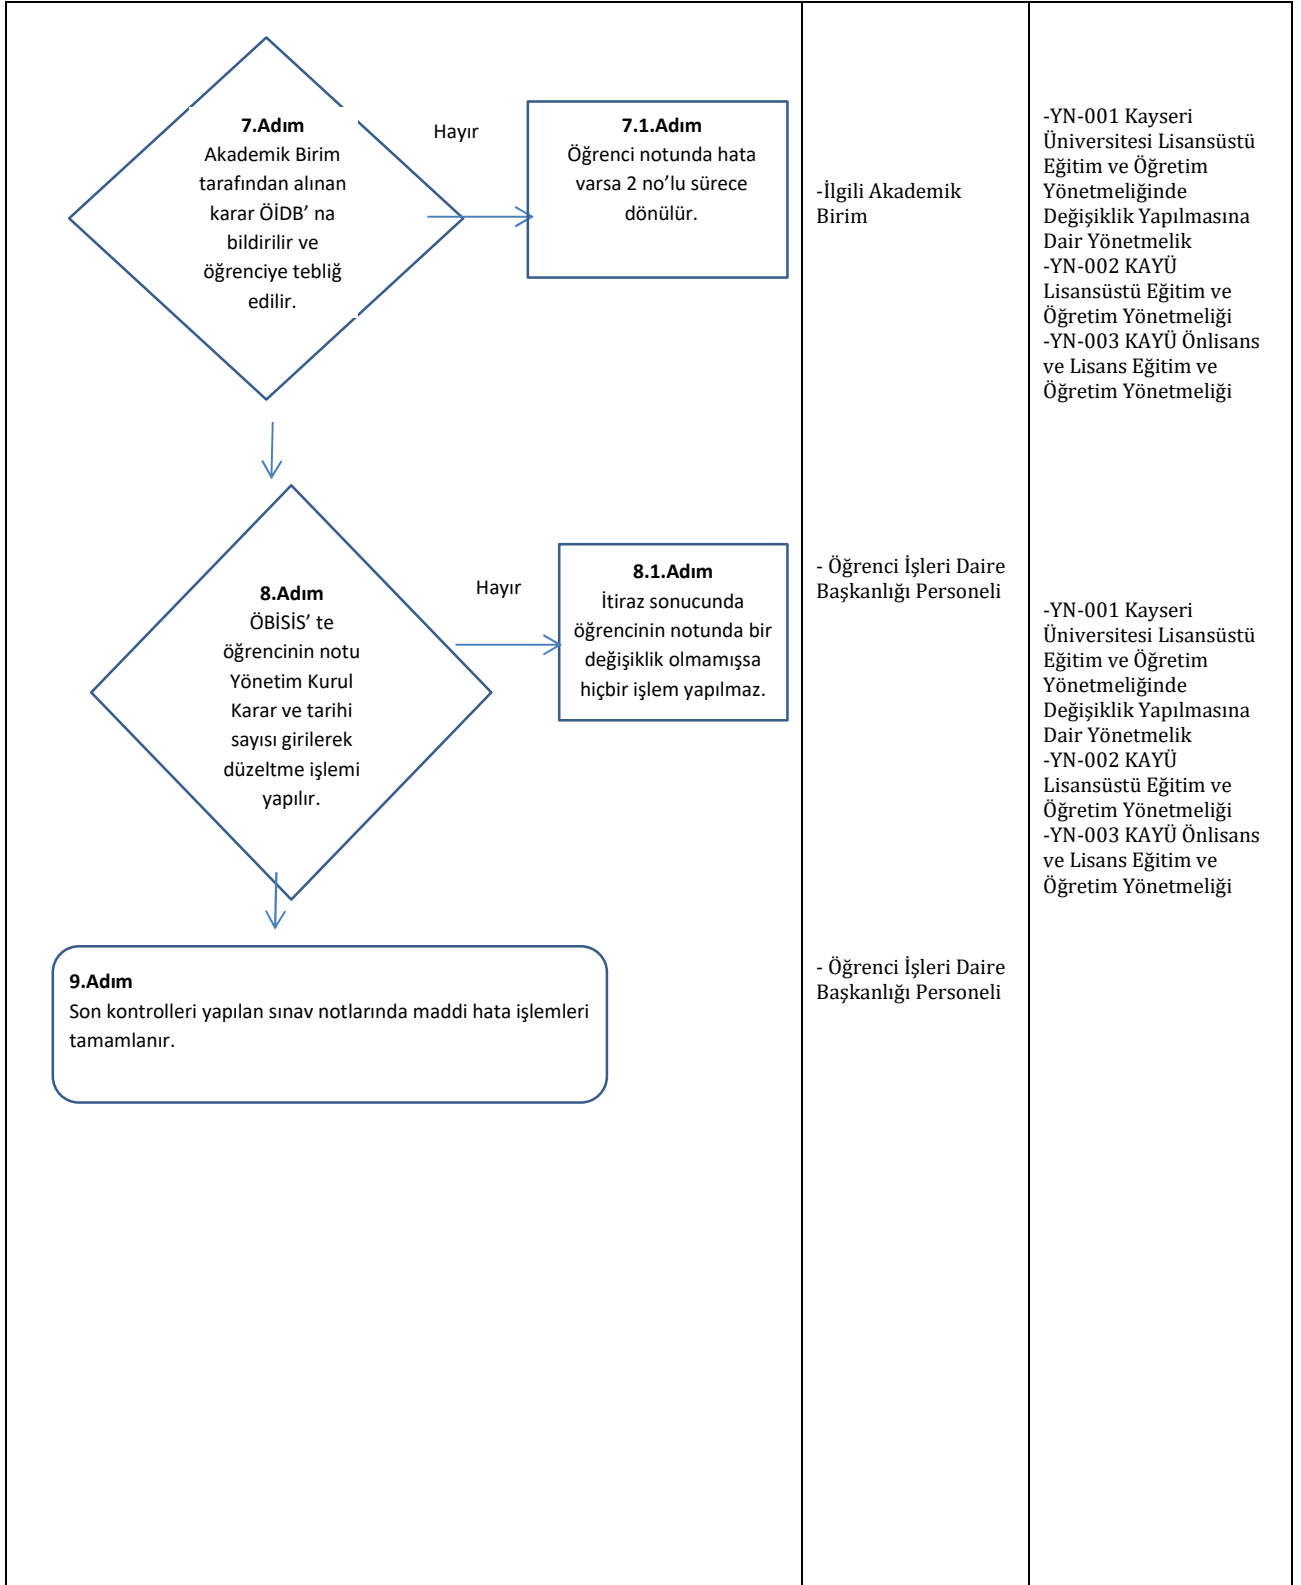 7.Adım
Akademik Birim
tarafından alınan
karar ÖİDB’ na
bildirilir ve
öğrenciye tebliğ
edilir.
Hayır
7.1.Adım
Öğrenci notunda hata
varsa 2 no’lu sürece
dönülür.
-İlgili Akademik
Birim
-YN-001 Kayseri
Üniversitesi Lisansüstü
Eğitim ve Öğretim
Yönetmeliğinde
Değişiklik Yapılmasına
Dair Yönetmelik
-YN-002 KAYÜ
Lisansüstü Eğitim ve
Öğretim Yönetmeliği
-YN-003 KAYÜ Önlisans
ve Lisans Eğitim ve
Öğretim Yönetmeliği
8.Adım
ÖBİSİS’ te
öğrencinin notu
Yönetim Kurul
Karar ve tarihi
sayısı girilerek
düzeltme işlemi
yapılır.
Hayır
8.1.Adım
İtiraz sonucunda
öğrencinin notunda bir
değişiklik olmamışsa
hiçbir işlem yapılmaz.
- Öğrenci İşleri Daire
Başkanlığı Personeli
-YN-001 Kayseri
Üniversitesi Lisansüstü
Eğitim ve Öğretim
Yönetmeliğinde
Değişiklik Yapılmasına
Dair Yönetmelik
-YN-002 KAYÜ
Lisansüstü Eğitim ve
Öğretim Yönetmeliği
-YN-003 KAYÜ Önlisans
ve Lisans Eğitim ve
Öğretim Yönetmeliği
9.Adım
Son kontrolleri yapılan sınav notlarında maddi hata işlemleri
tamamlanır.
- Öğrenci İşleri Daire
Başkanlığı Personeli